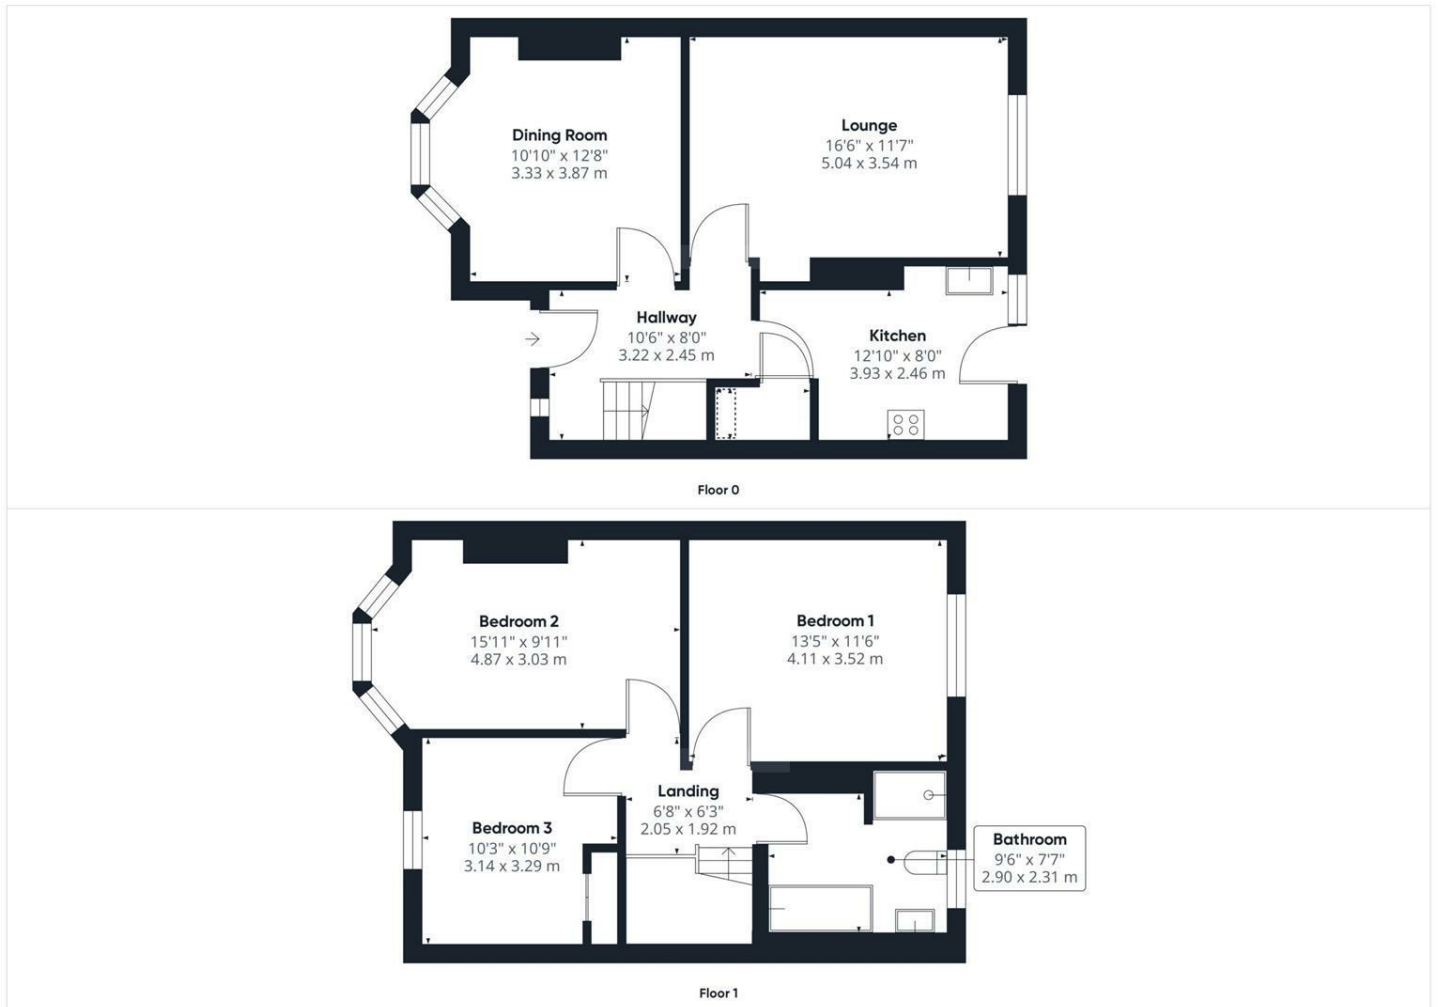 Dining Room
10'10" x 12'8"
3.33 x 3.87 m
Lounge
16'6" x 11'7"
5.04 x 3.54 m
Hallway
10'6" x 8'0"
3.22 x 2.45 m
Kitchen
12'10" x 8'0"
3.93 x 2.46 m
Floor 0
Bedroom 2
15'11" x 9'11"
4.87 x 3.03 m
Bedroom 1
13'5" x 11'6"
4.11 x 3.52 m
Landing
6'8" x 6'3"
2.05 x 1.92 m
Bedroom 3
10'3" x 10'9"
3.14 x 3.29 m
Bathroom
9'6" x 7'7"
2.90 x 2.31 m
Floor 1